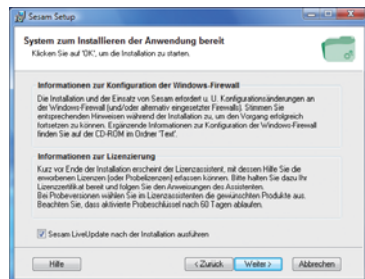 Sesam Setup
System zum Installieren der Anwendung bereit
Klicken Sie auf 'OK', um die Installation zu starten.
Informationen zur Konfiguration der Windows-Firewall
Die Installation und der Einsatz von Sesam erfordert u. U. Konfigurationsänderungen an
der Windows-Firewall (und/oder alternativ eingesetzter Firewalls). Stimmen Sie
entsprechenden Hinweisen während der Installation zu, um den Vorgang erfolgreich
fortsetzen zu können. Ergänzende Informationen zur Konfiguration der Windows-Firewall
finden Sie auf der CD-ROM im Ordner 'Text'.
Informationen zur Lizenzierung
Kurz vor Ende der Installation erscheint der Lizenzassistent, mit dessen Hilfe Sie die
erworbenen Lizenzen (oder Probelizenzen) erfassen können. Bitte halten Sie dazu Ihr
Lizenzzertifikat bereit und folgen Sie den Anweisungen des Assistenten.
Bei Probeversionen wählen Sie im Lizenzassistenten die gewünschten Produkte aus.
Beachten Sie, dass aktivierte Probeschlüssel nach 60 Tagen ablaufen.
Sesam LiveUpdate nach der Installation ausführen
Hilfe
< Zurück
Weiter >
Abbrechen